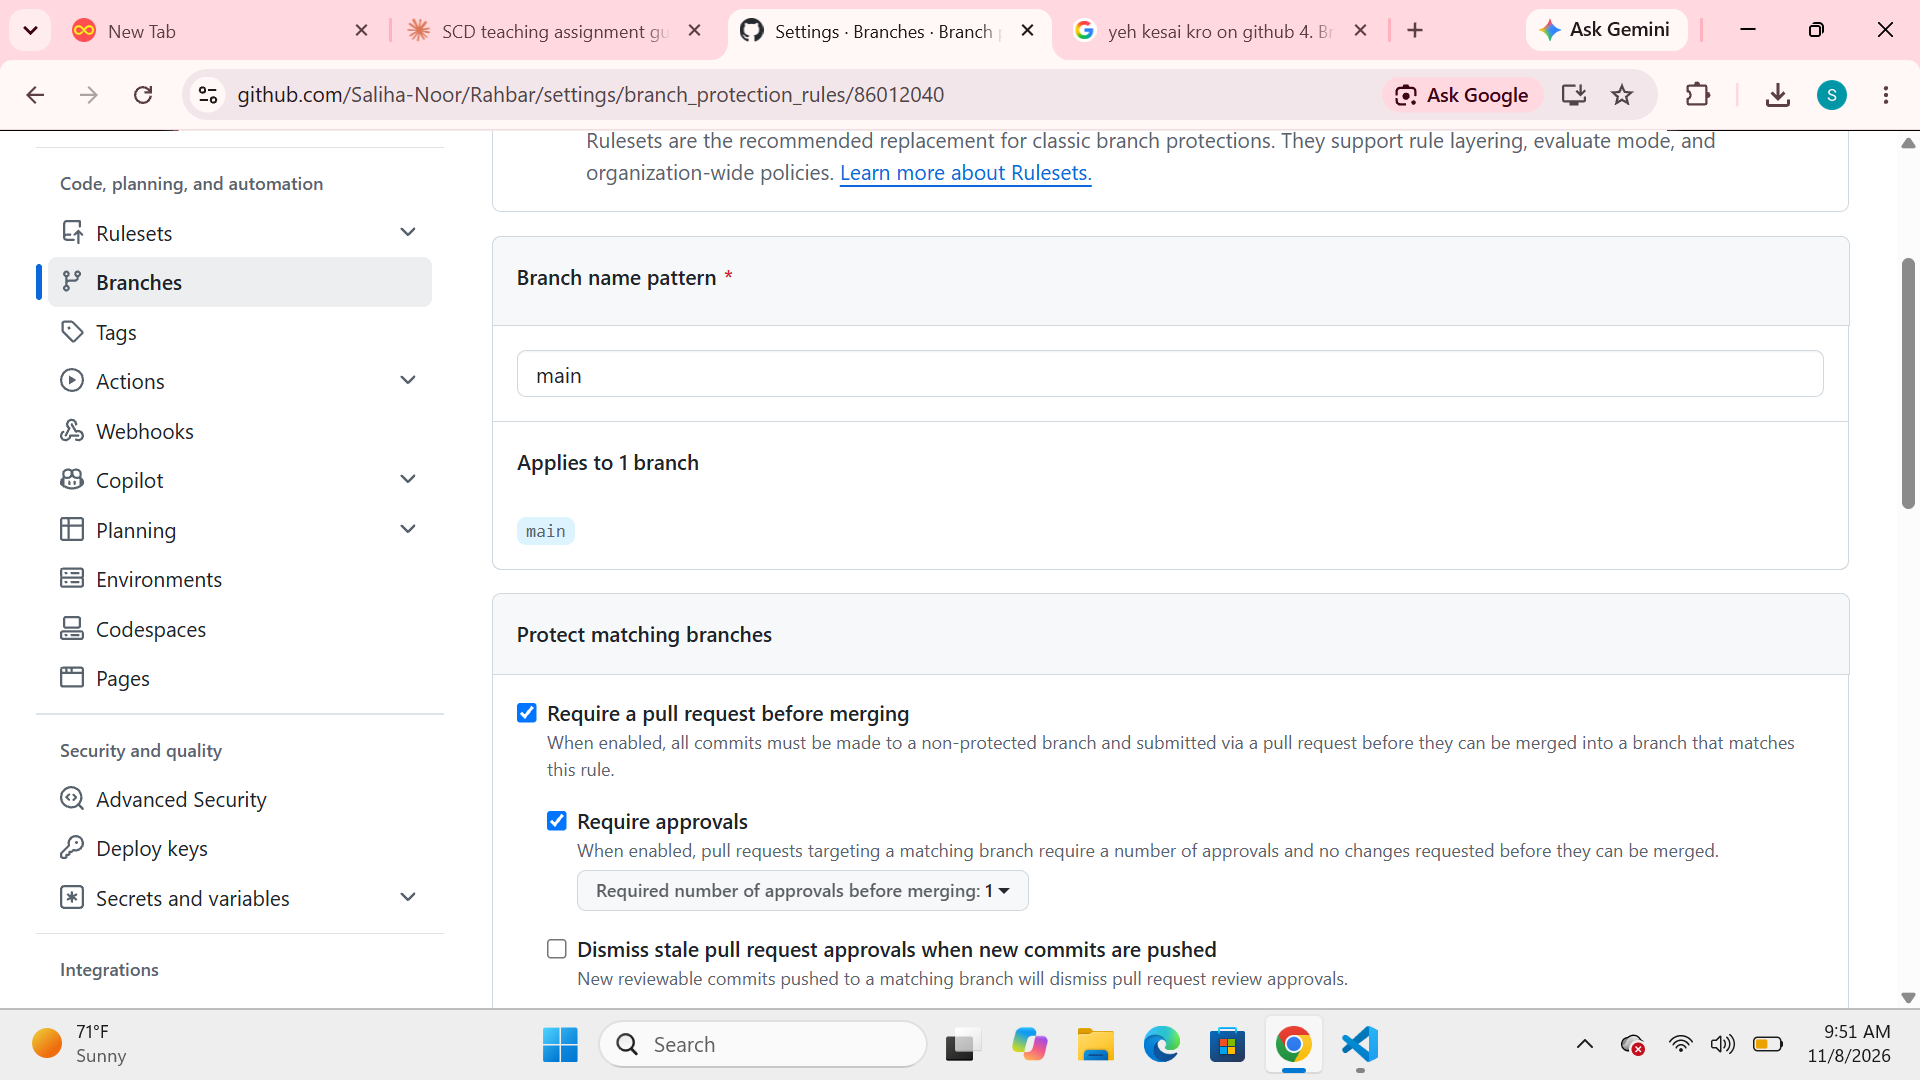 New Tab
SCD teaching assignment gu
Settings · Branches · Branch p
yeh kesai kro on github 4. Br
Ask Gemini
github.com/Saliha-Noor/Rahbar/settings/branch_protection_rules/86012040
Ask Google
S
Code, planning, and automation
Rulesets
Branches
Tags
Actions
Webhooks
Copilot
Planning
Environments
Codespaces
Pages
Security and quality
Advanced Security
Deploy keys
Secrets and variables
Integrations
Rulesets are the recommended replacement for classic branch protections. They support rule layering, evaluate mode, and
organization-wide policies. Learn more about Rulesets.
Branch name pattern *
main
Applies to 1 branch
main
Protect matching branches
Require a pull request before merging
When enabled, all commits must be made to a non-protected branch and submitted via a pull request before they can be merged into a branch that matches
this rule.
Require approvals
When enabled, pull requests targeting a matching branch require a number of approvals and no changes requested before they can be merged.
Required number of approvals before merging: 1
Dismiss stale pull request approvals when new commits are pushed
New reviewable commits pushed to a matching branch will dismiss pull request review approvals.
71°F
Sunny
Search
9:51 AM
11/8/2026